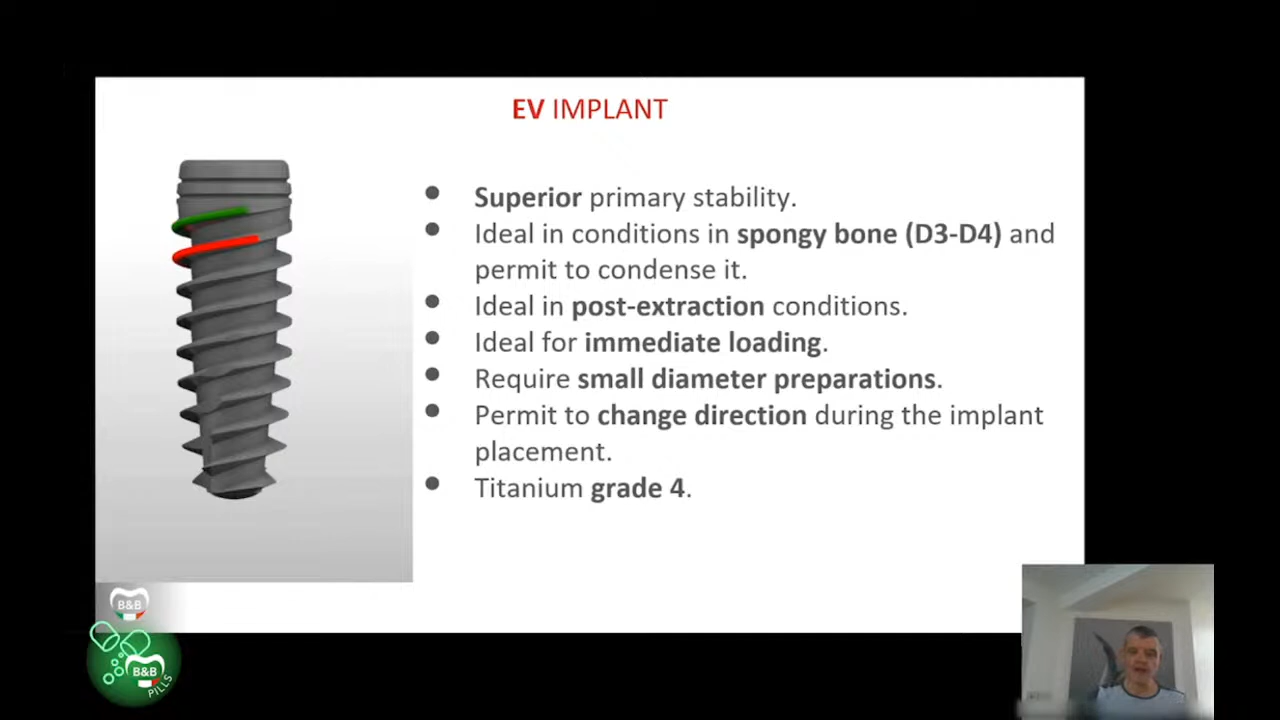 EV IMPLANT
● Superior primary stability.
● Ideal in conditions in spongy bone (D3-D4) and
permit to condense it.
● Ideal in post-extraction conditions.
● Ideal for immediate loading.
● Require small diameter preparations.
● Permit to change direction during the implant
placement.
● Titanium grade 4.
B&B
B&B
PILLS